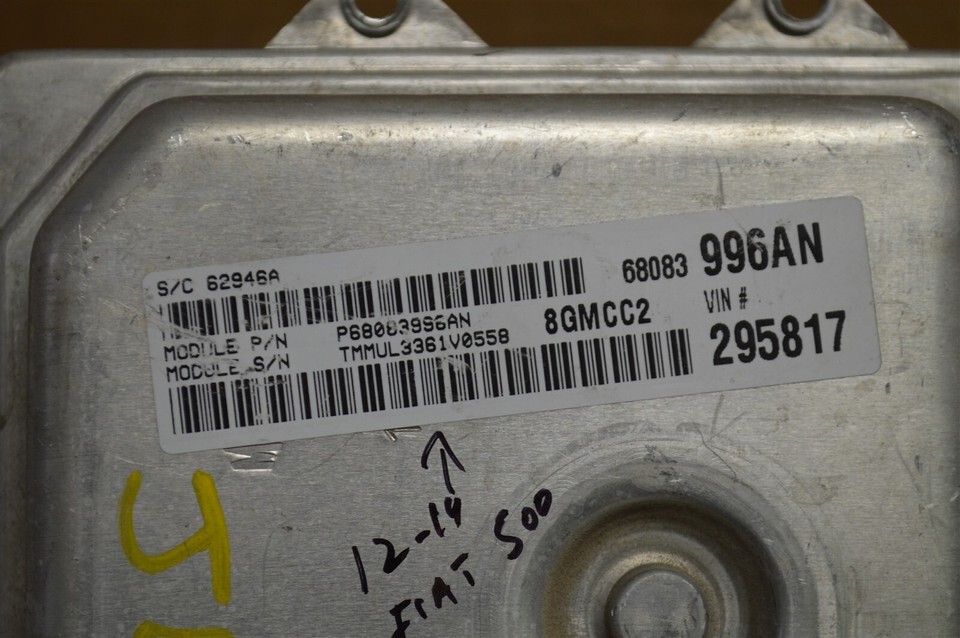 S/C 62946A
68083 996AN
MODULE P/N P68083996AN
MODULE S/N TMMUL3361V0558
8GMCC2
VIN #
295817
12-14
FIAT 500